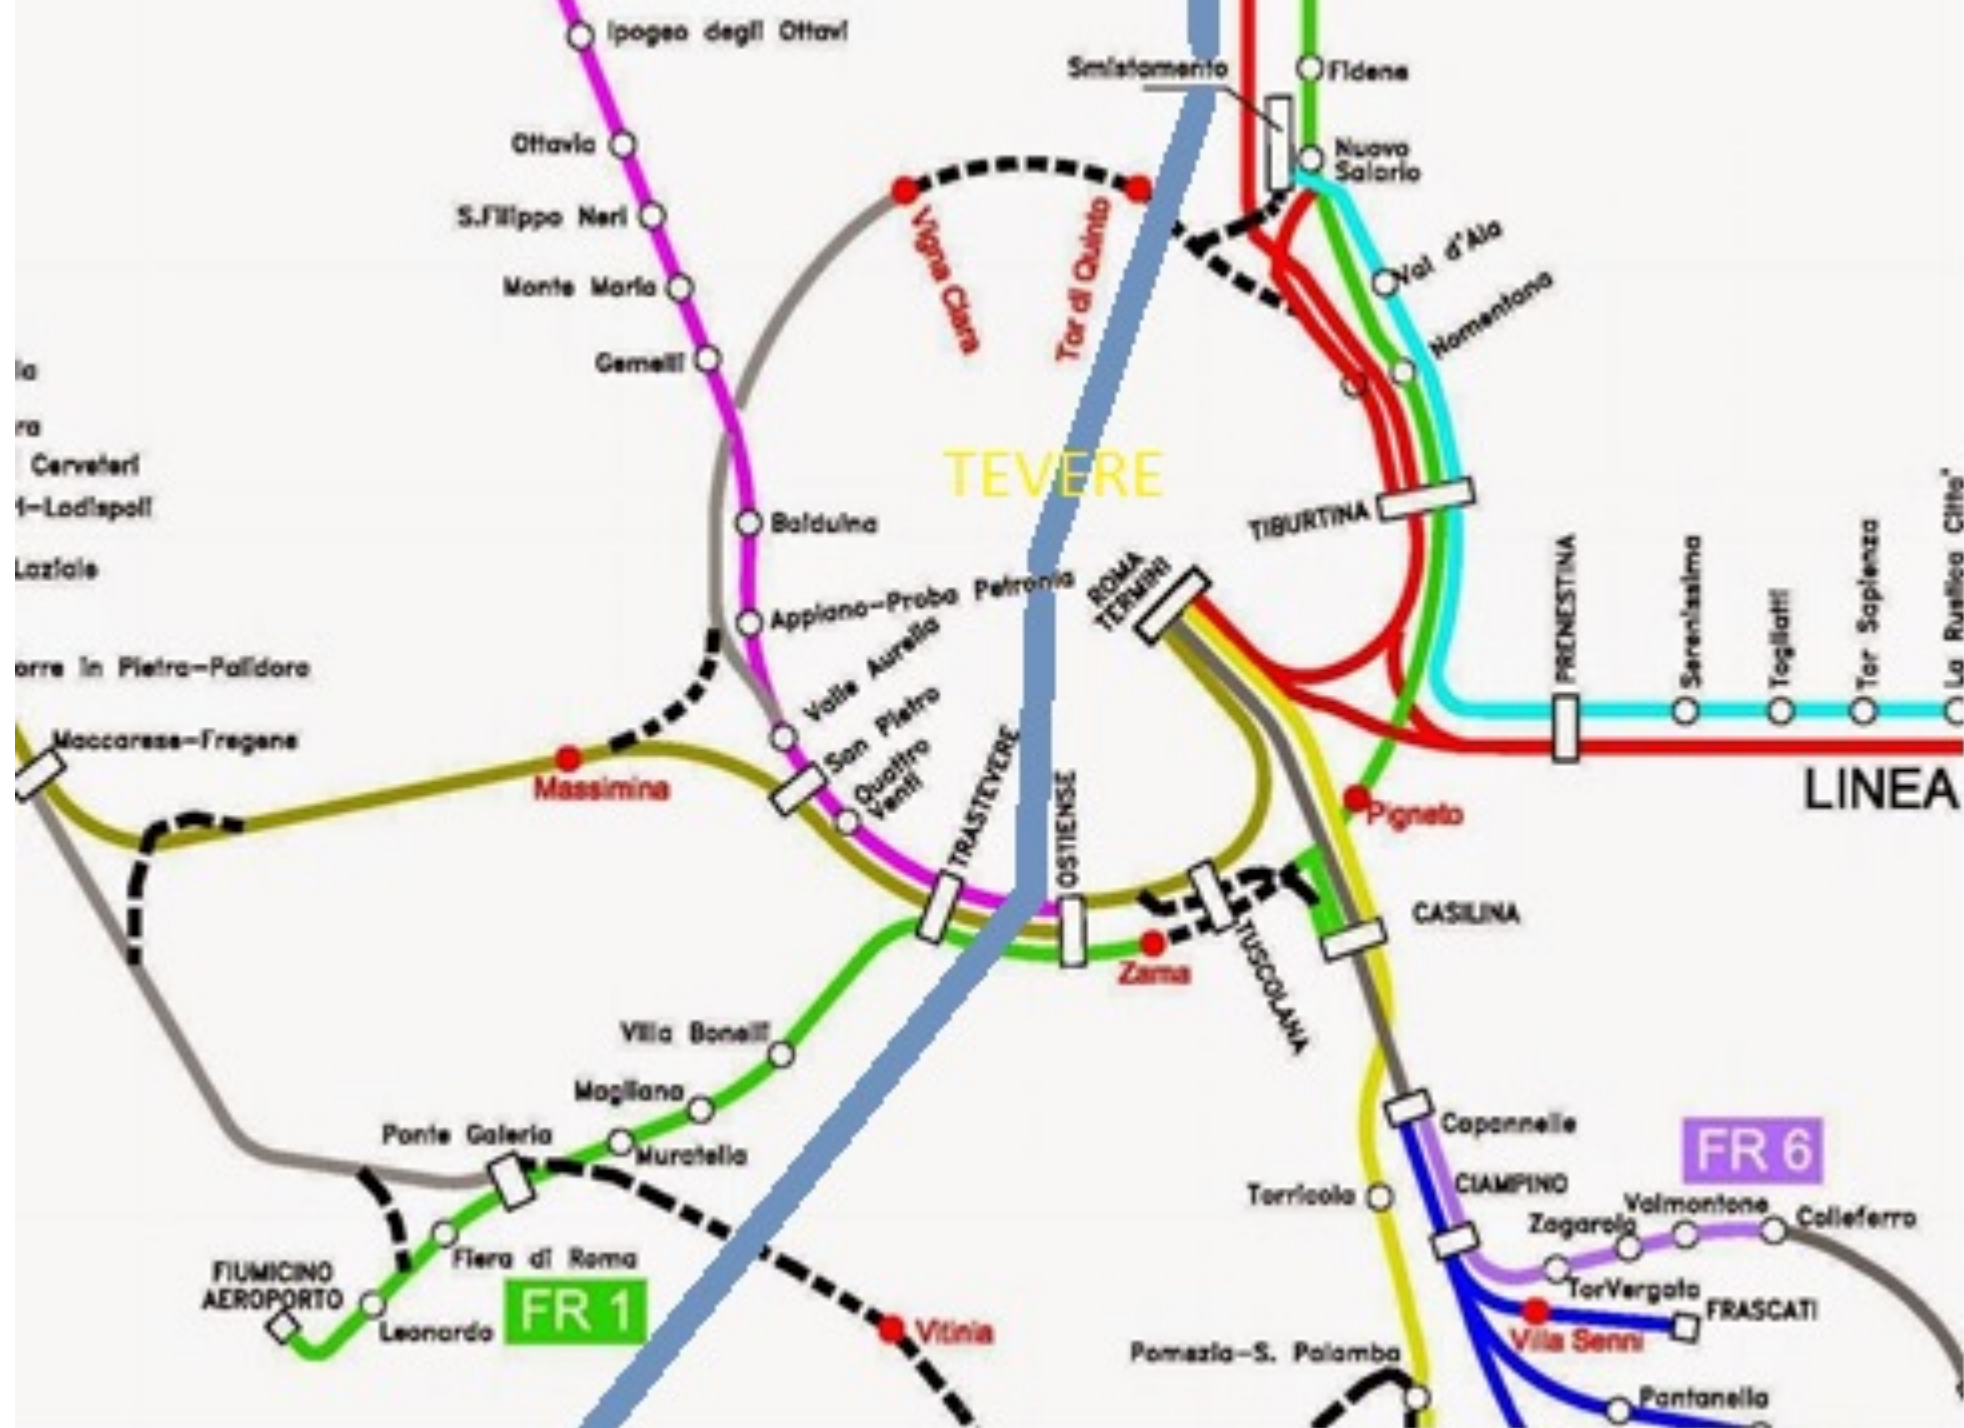 Ipogeo degli Ottavi
Smistamento
Fidene
Ottavia
Nuovo
Salario
S.Filippo Neri
Vigna Clara
Tor di Quinto
Val d'Ala
Monte Mario
Nomentana
Gemelli
TEVERE
Cerveteri
Ladispoli
Balduina
TIBURTINA
Appiano-Proba Petronia
ROMA
TERMINI
PRENESTINA
Serenissima
Togliatti
Tor Sapienza
La Rustica Citta'
Valle Aurelia
San Pietro
Quattro
Venti
orre in Pietra-Palidoro
Maccarese-Fregene
Massimina
TRASTEVERE
OSTIENSE
LINEA
Pigneto
CASILINA
Zama
TUSCOLANA
Villa Bonelli
Magliana
Muratella
Ponte Galeria
Capannelle
FR 6
CIAMPINO
Torricola
Valmontone
Zagarolo
Colleferro
Fiera di Roma
FIUMICINO
AEROPORTO
FR 1
Leonardo
TorVergata
FRASCATI
Vitinia
Villa Senni
Pomezia-S. Palomba
Pantanella